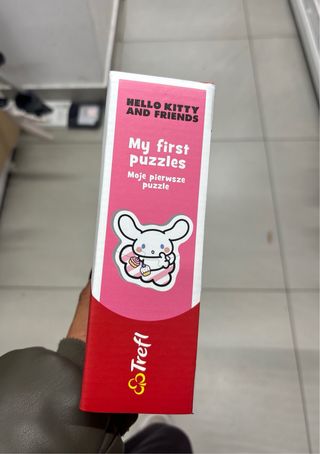 HELLO KITTY
AND FRIENDS
My first
puzzles
Moje pierwsze
puzzle
Trefl